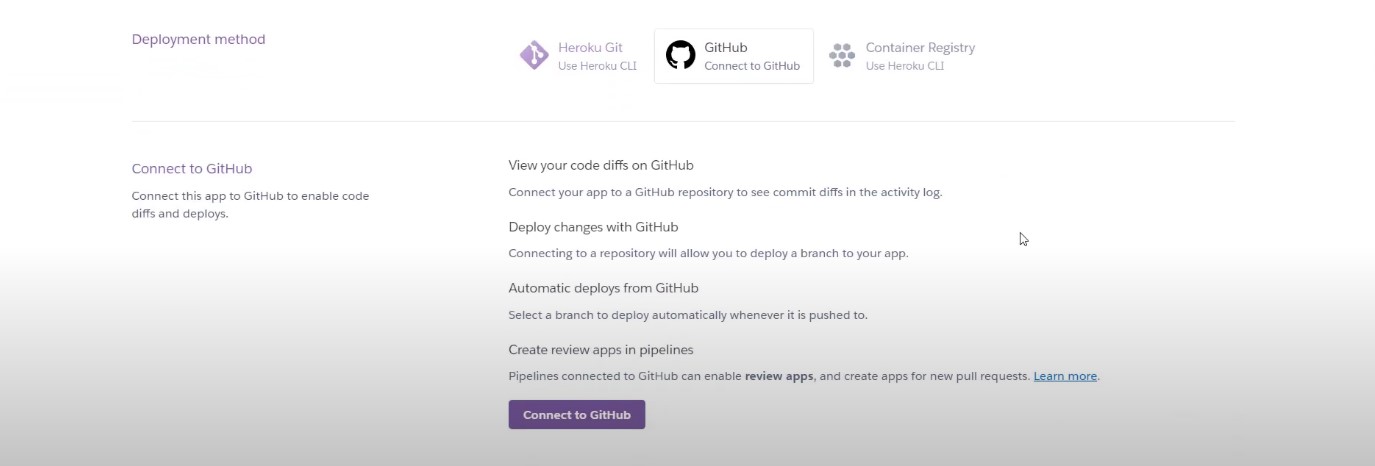 Deployment method
Heroku Git
Use Heroku CLI
GitHub
Connect to GitHub
Container Registry
Use Heroku CLI
Connect to GitHub
Connect this app to GitHub to enable code
diffs and deploys.
View your code diffs on GitHub
Connect your app to a GitHub repository to see commit diffs in the activity log.
Deploy changes with GitHub
Connecting to a repository will allow you to deploy a branch to your app.
Automatic deploys from GitHub
Select a branch to deploy automatically whenever it is pushed to.
Create review apps in pipelines
Pipelines connected to GitHub can enable review apps, and create apps for new pull requests. Learn more.
Connect to GitHub